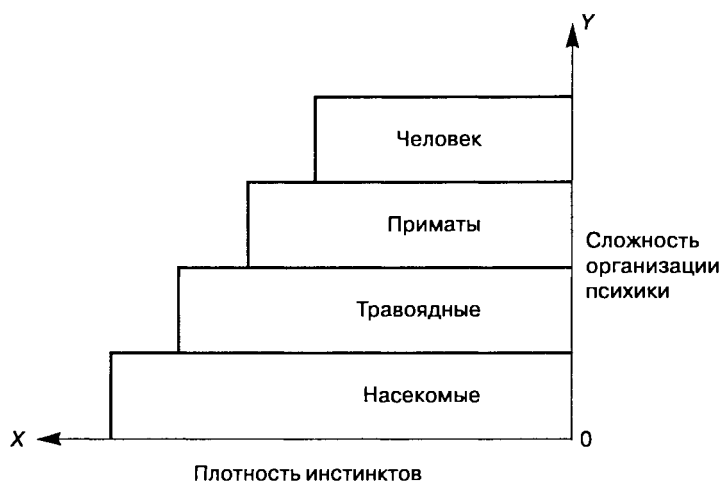 Y
Человек
Приматы
Сложность
организации
психики
Травоядные
Насекомые
X
0
Плотность инстинктов